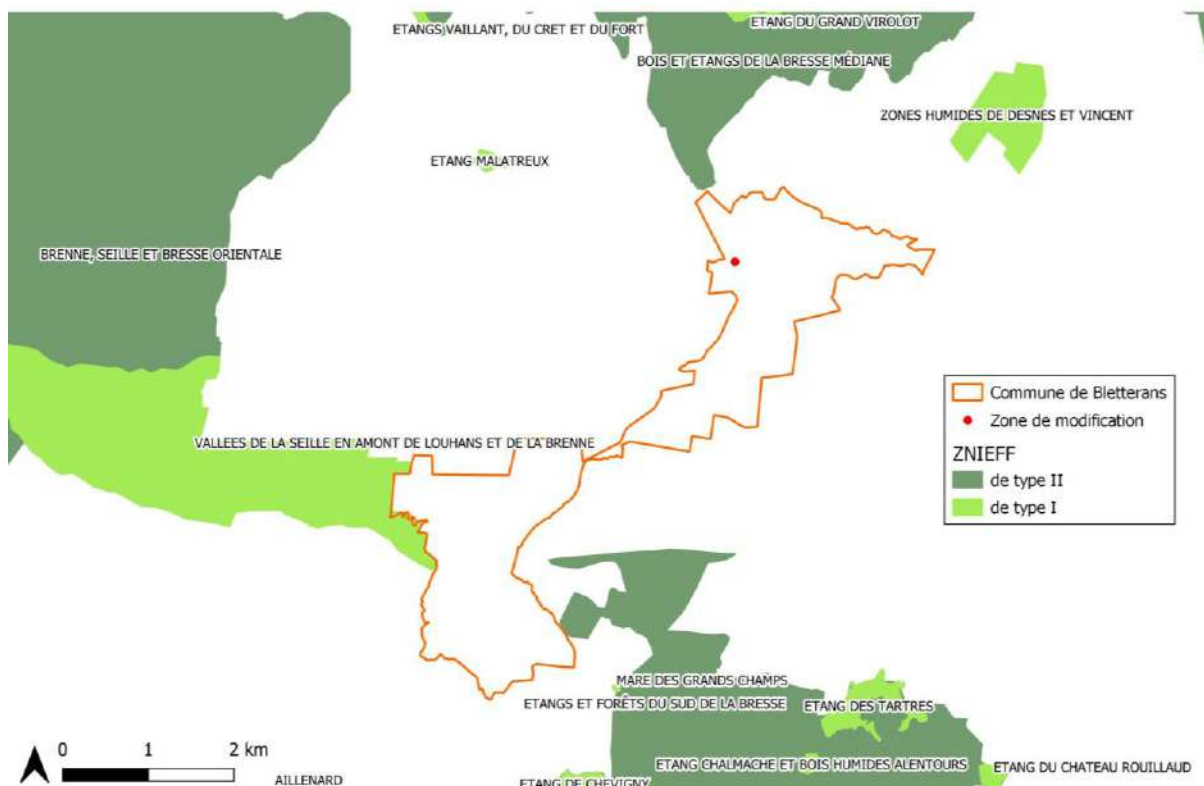 ETANG DU GRAND VIROLOT
ETANGS VAILLANT, DU CRET ET DU FORT
BOIS ET ETANGS DE LA BRESSE MÉDIANE
ZONES HUMIDES DE DESNES ET VINCENT
ETANG MALATREUX
BRENNE, SEILLE ET BRESSE ORIENTALE
Commune de Bletterans
Zone de modification
ZNIEFF
de type II
de type I
VALLEES DE LA SEILLE EN AMONT DE LOUHANS ET DE LA BRENNE
MARE DES GRANDS CHAMPS
ETANGS ET FORÊTS DU SUD DE LA BRESSE
ETANG DES TARTRES
0 1 2 km
AILLENARD
ETANG DE CHEVIGNY
ETANG CHALMACHE ET BOIS HUMIDES ALENTOURS
ETANG DU CHATEAU ROUILLAUD